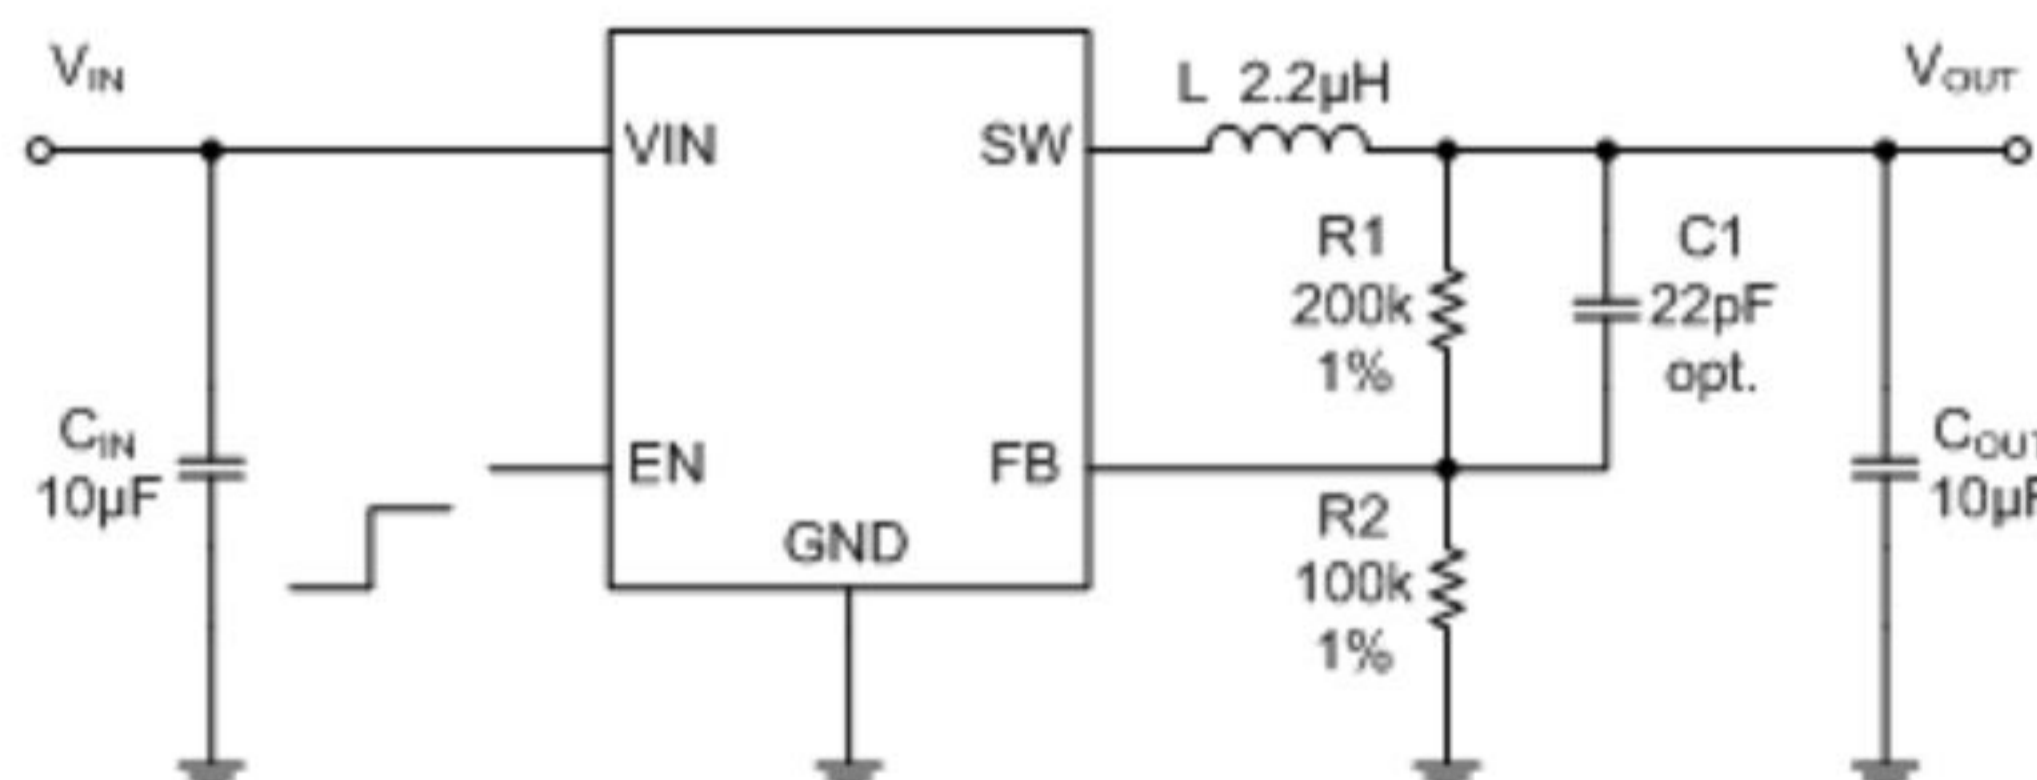 VIN
VIN
SW
L 2.2µH
VOUT
R1
200k
1%
C1
22pF
opt.
CIN
10µF
EN
FB
GND
R2
100k
1%
COUT
10µF